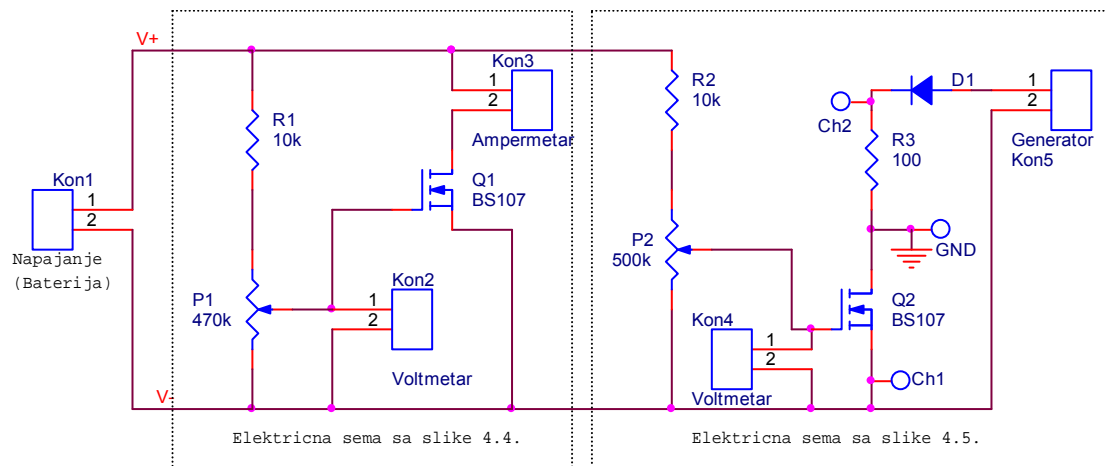 V+
Kon3
1
2
Ampermetar
R1
10k
Q1
BS107
Kon1
1
2
Napajanje
(Baterija)
P1
470k
Kon2
1
2
Voltmetar
V-
Elektricna sema sa slike 4.4.
R2
10k
D1
Ch2
R3
100
1
2
Generator
Kon5
P2
500k
GND
Q2
BS107
Kon4
1
2
Voltmetar
Ch1
Elektricna sema sa slike 4.5.